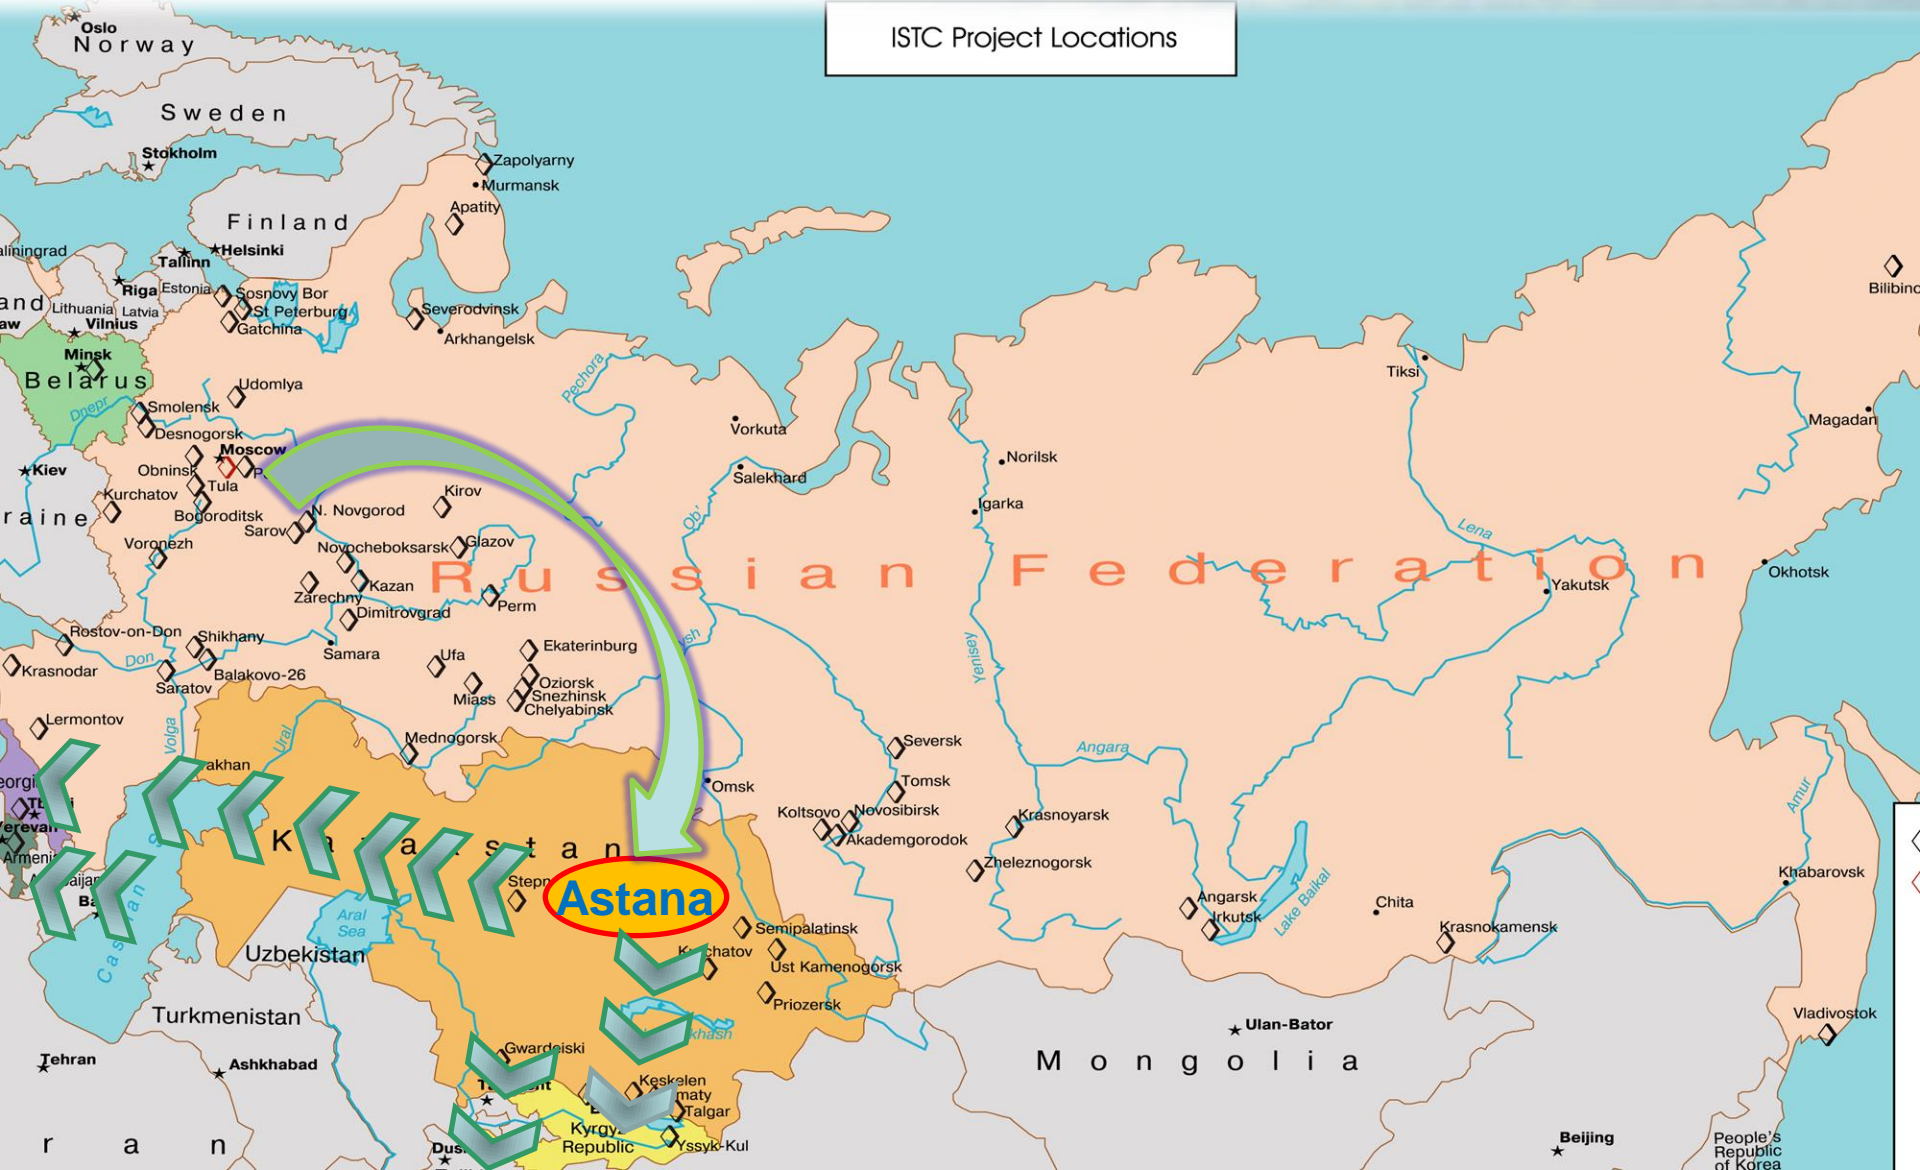 ISTC Project Locations
Oslo
Norway
Sweden
Stokholm
Finland
Helsinki
Tallinn
Riga
Estonia
Lithuania
Latvia
Vilnius
Zapolyarny
Murmansk
Apatity
Sosnovy Bor
St Peterburg
Gatchina
Severodvinsk
Arkhangelsk
Minsk
Belarus
Dnepr
Udomlya
Smolensk
Desnogorsk
Moscow
Obninsk
Tula
Kiev
Kurchatov
Bogoroditsk
Voronezh
Kirov
N. Novgorod
Sarov
Novocheboksarsk
Glazov
Zarechny
Kazan
Dimitrovgrad
Perm
Pechora
Vorkuta
Salekhard
Ob'
Norilsk
Igarka
Tiksi
Bilibino
Magadan
Lena
Russian Federation
Yakutsk
Okhotsk
Rostov-on-Don
Don
Shikhany
Balakovo-26
Saratov
Samara
Krasnodar
Lermontov
Ufa
Miass
Ekaterinburg
Oziorsk
Snezhinsk
Chelyabinsk
Mednogorsk
Volga
Ural
Yenisey
Angara
Omsk
Seversk
Tomsk
Koltsovo
Novosibirsk
Akademgorodok
Krasnoyarsk
Zheleznogorsk
Angarsk
Irkutsk
Lake Baikal
Chita
Krasnokamensk
Amur
Khabarovsk
Vladivostok
Yerevan
Astana
Semipalatinsk
Ust Kamenogorsk
Priozersk
Aral
Sea
Uzbekistan
Turkmenistan
Tehran
Ashkhabad
Gwardeiski
Keskelen
Talgar
Yssyk-Kul
Republic
Mongolia
Ulan-Bator
Beijing
People's
Republic
of Korea